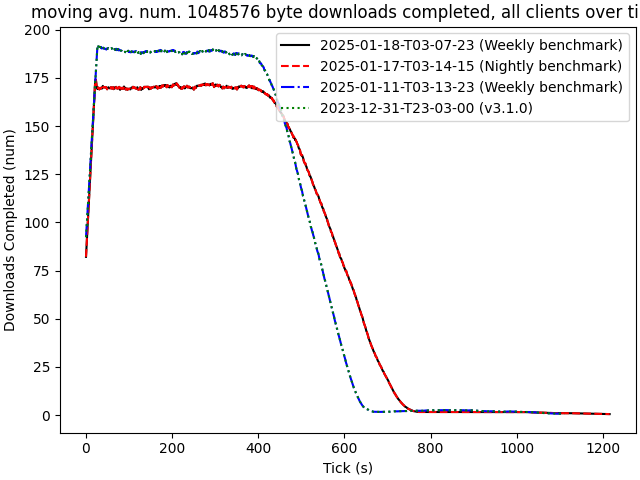 moving avg. num. 1048576 byte downloads completed, all clients over ti
200
175
150
125
100
75
50
25
0
Downloads Completed (num)
2025-01-18-T03-07-23 (Weekly benchmark)
2025-01-17-T03-14-15 (Nightly benchmark)
2025-01-11-T03-13-23 (Weekly benchmark)
2023-12-31-T23-03-00 (v3.1.0)
0 200 400 600 800 1000 1200
Tick (s)